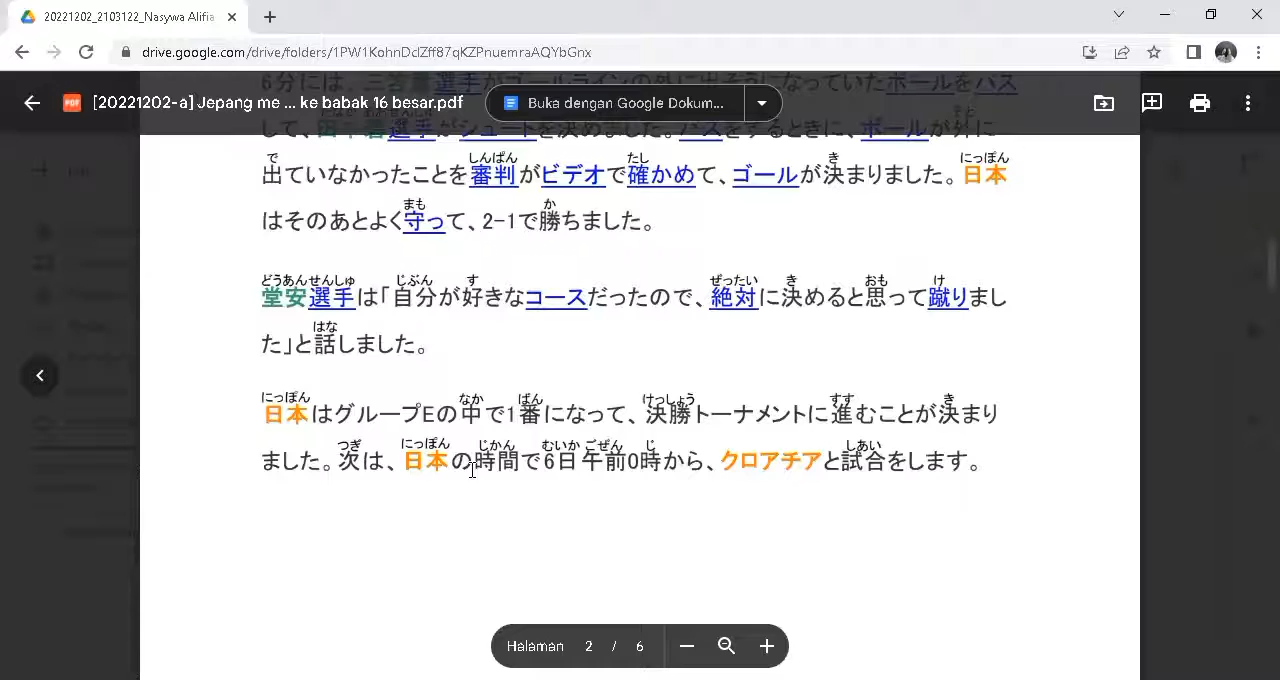 20221202_2103122_Nasywa Alifia
drive.google.com/drive/folders/1PW1KohnDclZff87qKZPnuemraAQYbGnx
[20221202-a] Jepang me ... ke babak 16 besar.pdf
Buka dengan Google Dokum...
6分には、三笘薫選手がゴールラインの外に出そうになっていたボールをパス
して、田中碧選手がシュートを決めました。パスをするときに、ボールが外に
で しんぱん たし き にっぽん
出ていなかったことを審判がビデオで確かめて、ゴールが決まりました。日本
まも か
はそのあとよく守って、2-1で勝ちました。
どうあんせんしゅ じぶん す ぜったい き おも け
堂安選手は「自分が好きなコースだったので、絶対に決めると思って蹴りまし
はな
た」と話しました。
にっぽん なか ばん けっしょう すす き
日本はグループEの中で1番になって、決勝トーナメントに進むことが決まり
つぎ にっぽん じかん むいか ごぜん じ しあい
ました。次は、日本の時間で6日午前0時から、クロアチアと試合をします。
Halaman 2 / 6